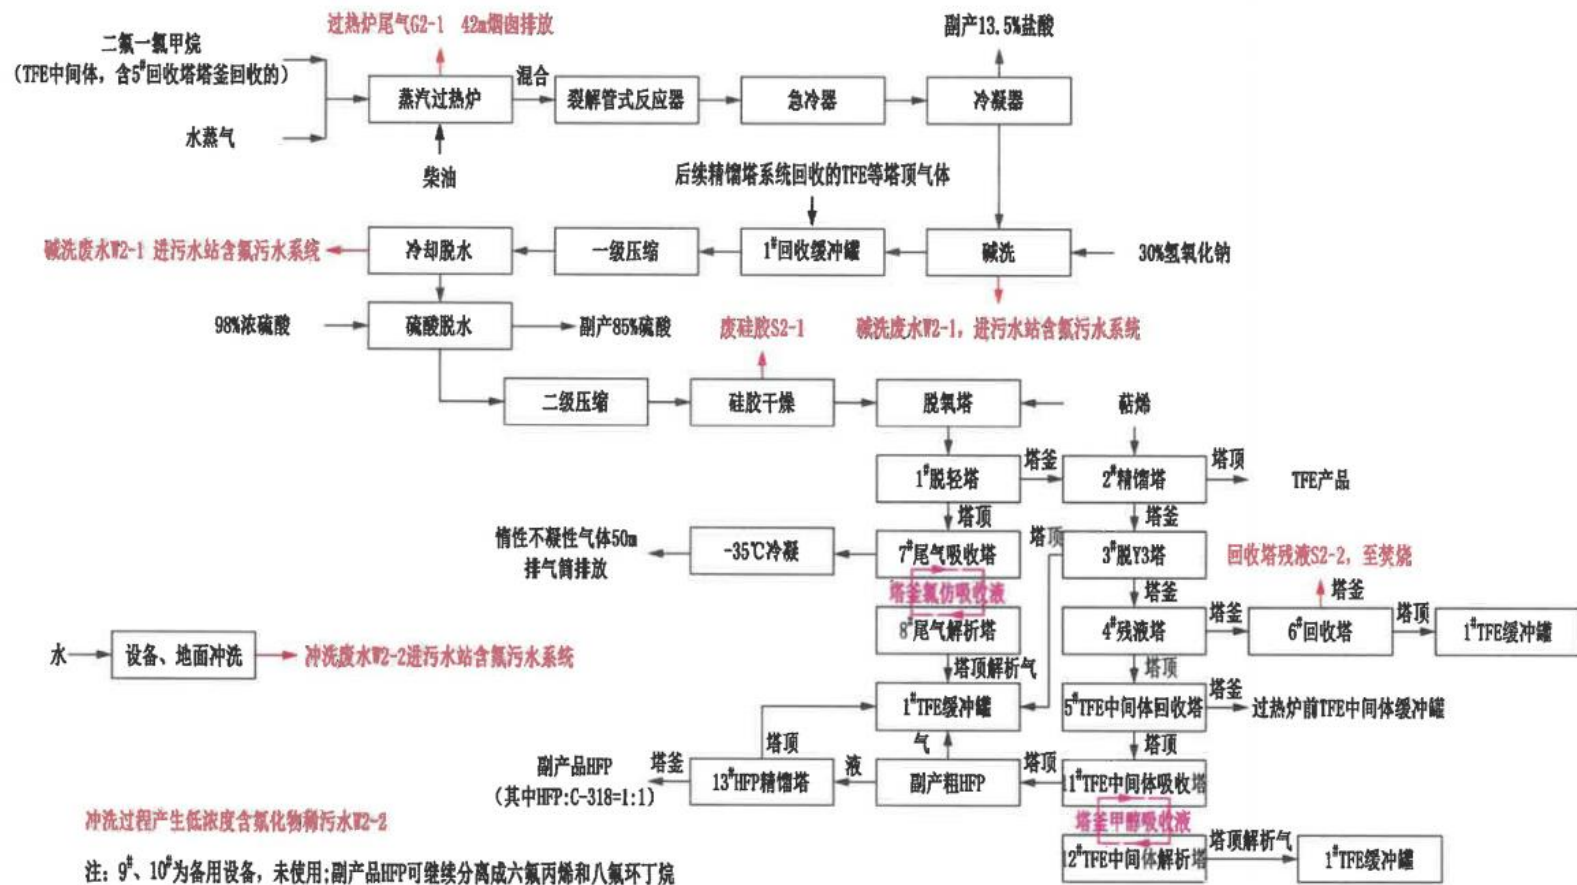 过热炉尾气G2-1 42m烟囱排放
副产13.5%盐酸
二氟一氯甲烷
（TFE中间体，含5#回收塔塔釜回收的）
混合
蒸汽过热炉
裂解管式反应器
急冷器
冷凝器
水蒸气
柴油
后续精馏塔系统回收的TFE等塔顶气体
碱洗废水W2-1 进污水站含氟污水系统
冷却脱水
一级压缩
1#回收缓冲罐
碱洗
30%氢氧化钠
98%浓硫酸
硫酸脱水
副产85%硫酸
废硅胶S2-1
碱洗废水W2-1，进污水站含氟污水系统
二级压缩
硅胶干燥
脱氧塔
萜烯
1#脱轻塔
塔釜
2#精馏塔
塔顶
TFE产品
塔顶
塔釜
惰性不凝性气体50m
排气筒排放
-35℃冷凝
7#尾气吸收塔
塔顶
3#脱Y3塔
回收塔残液S2-2，至焚烧
塔釜氯仿吸收液
塔釜
塔釜
8#尾气解析塔
4#残液塔
塔釜
6#回收塔
塔顶
1#TFE缓冲罐
水
设备、地面冲洗
冲洗废水W2-2进污水站含氟污水系统
塔顶解析气
塔顶
1#TFE缓冲罐
5#TFE中间体回收塔
塔釜
过热炉前TFE中间体缓冲罐
塔顶
气
塔顶
副产品HFP
（其中HFP:C-318=1:1）
塔釜
13#HFP精馏塔
液
副产粗HFP
塔顶
11#TFE中间体吸收塔
冲洗过程产生低浓度含氟化物稀污水W2-2
塔釜甲醇吸收液
12#TFE中间体解析塔
塔顶解析气
1#TFE缓冲罐
注：9#、10#为备用设备，未使用;副产品HFP可继续分离成六氟丙烯和八氟环丁烷